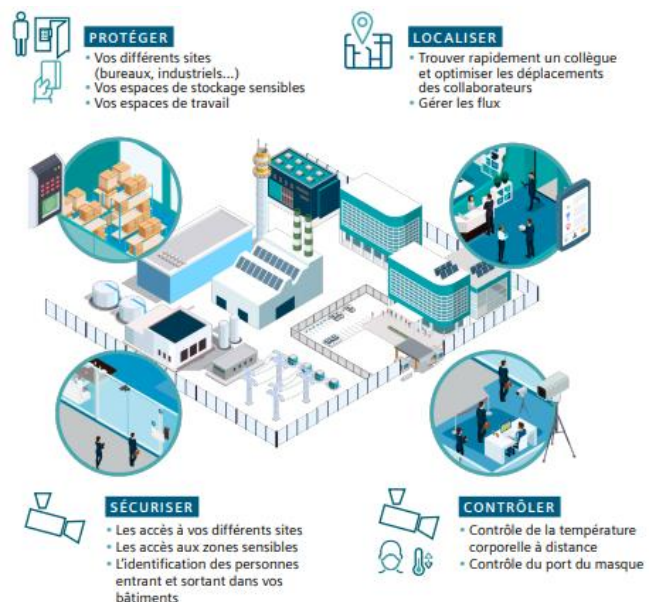 PROTÉGER
• Vos différents sites
(bureaux, industriels...)
• Vos espaces de stockage sensibles
• Vos espaces de travail
LOCALISER
• Trouver rapidement un collègue
et optimiser les déplacements
des collaborateurs
• Gérer les flux
SÉCURISER
• Les accès à vos différents sites
• Les accès aux zones sensibles
• L'identification des personnes
entrant et sortant dans vos
bâtiments
CONTRÔLER
• Contrôle de la température
corporelle à distance
• Contrôle du port du masque